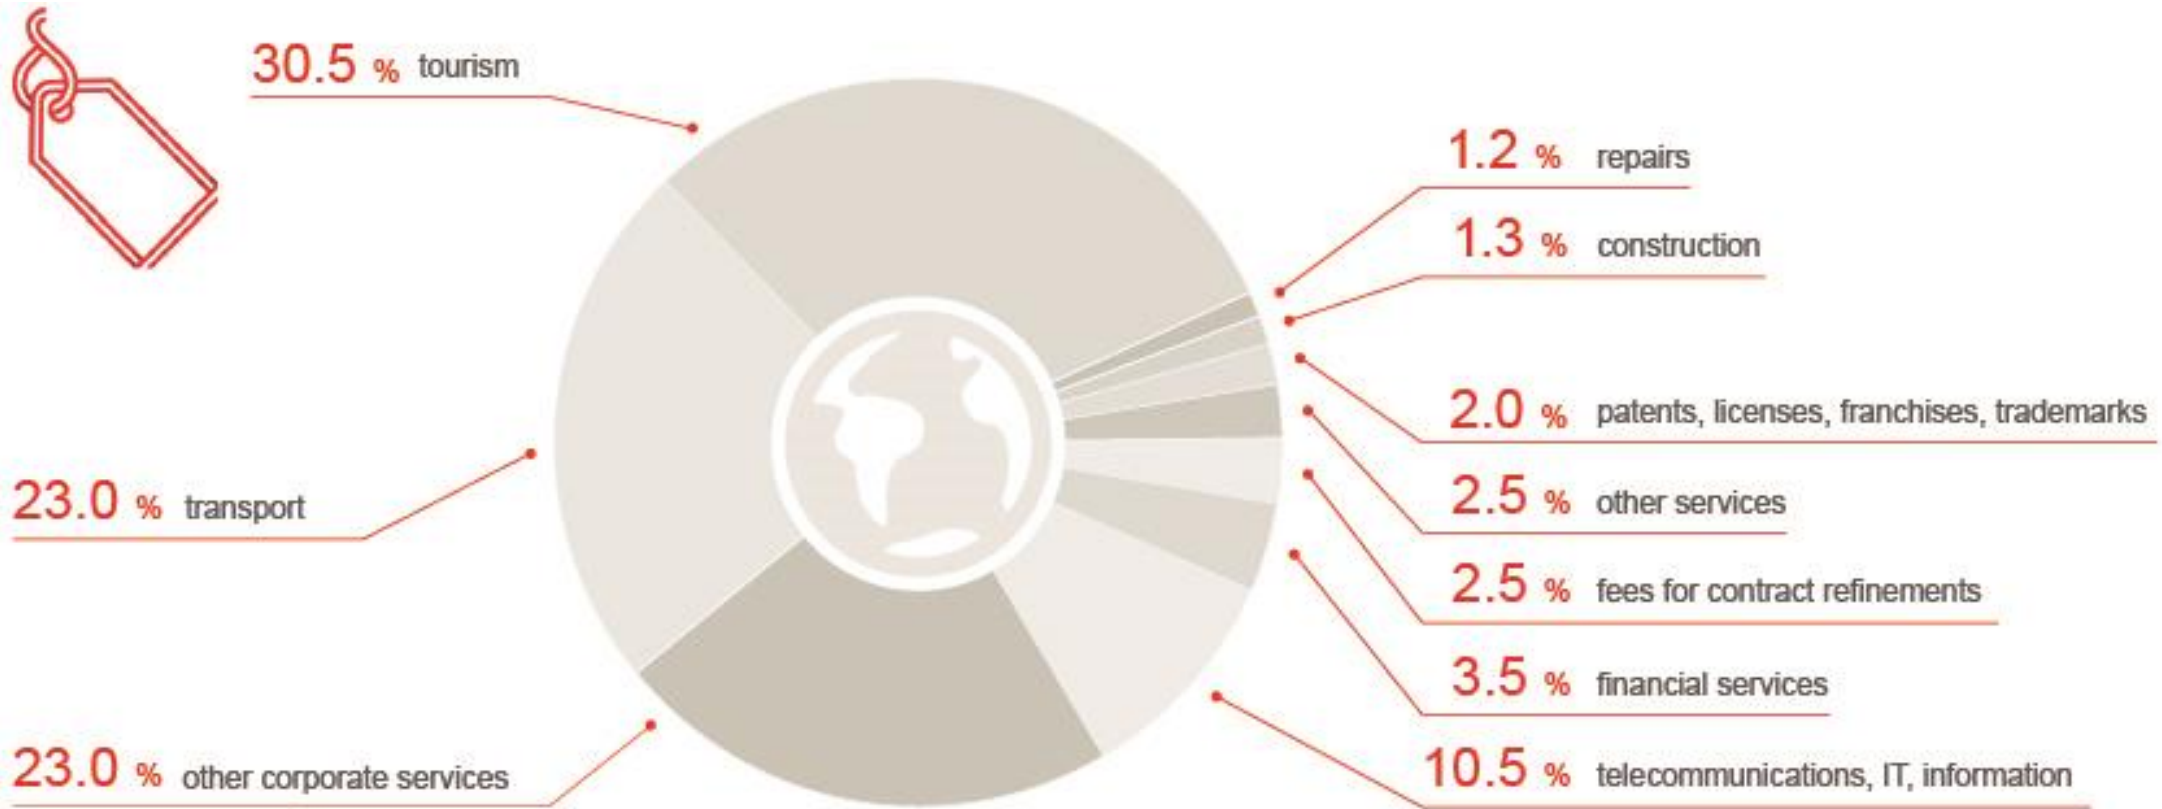 30.5 % tourism
1.2 % repairs
1.3 % construction
2.0 % patents, licenses, franchises, trademarks
2.5 % other services
2.5 % fees for contract refinements
3.5 % financial services
10.5 % telecommunications, IT, information
23.0 % transport
23.0 % other corporate services